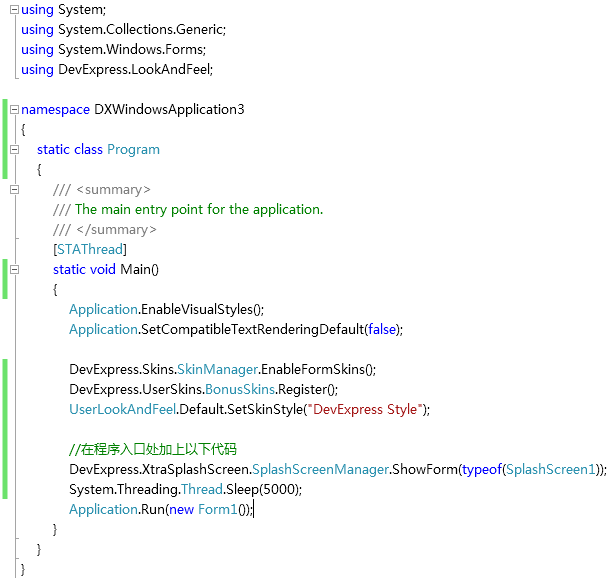 using System;
using System.Collections.Generic;
using System.Windows.Forms;
using DevExpress.LookAndFeel;
namespace DXWindowsApplication3
{
static class Program
{
/// <summary>
/// The main entry point for the application.
/// </summary>
[STAThread]
static void Main()
{
Application.EnableVisualStyles();
Application.SetCompatibleTextRenderingDefault(false);
DevExpress.Skins.SkinManager.EnableFormSkins();
DevExpress.UserSkins.BonusSkins.Register();
UserLookAndFeel.Default.SetSkinStyle("DevExpress Style");
//在程序入口处加上以下代码
DevExpress.XtraSplashScreen.SplashScreenManager.ShowForm(typeof(SplashScreen1));
System.Threading.Thread.Sleep(5000);
Application.Run(new Form1());
}
}
}